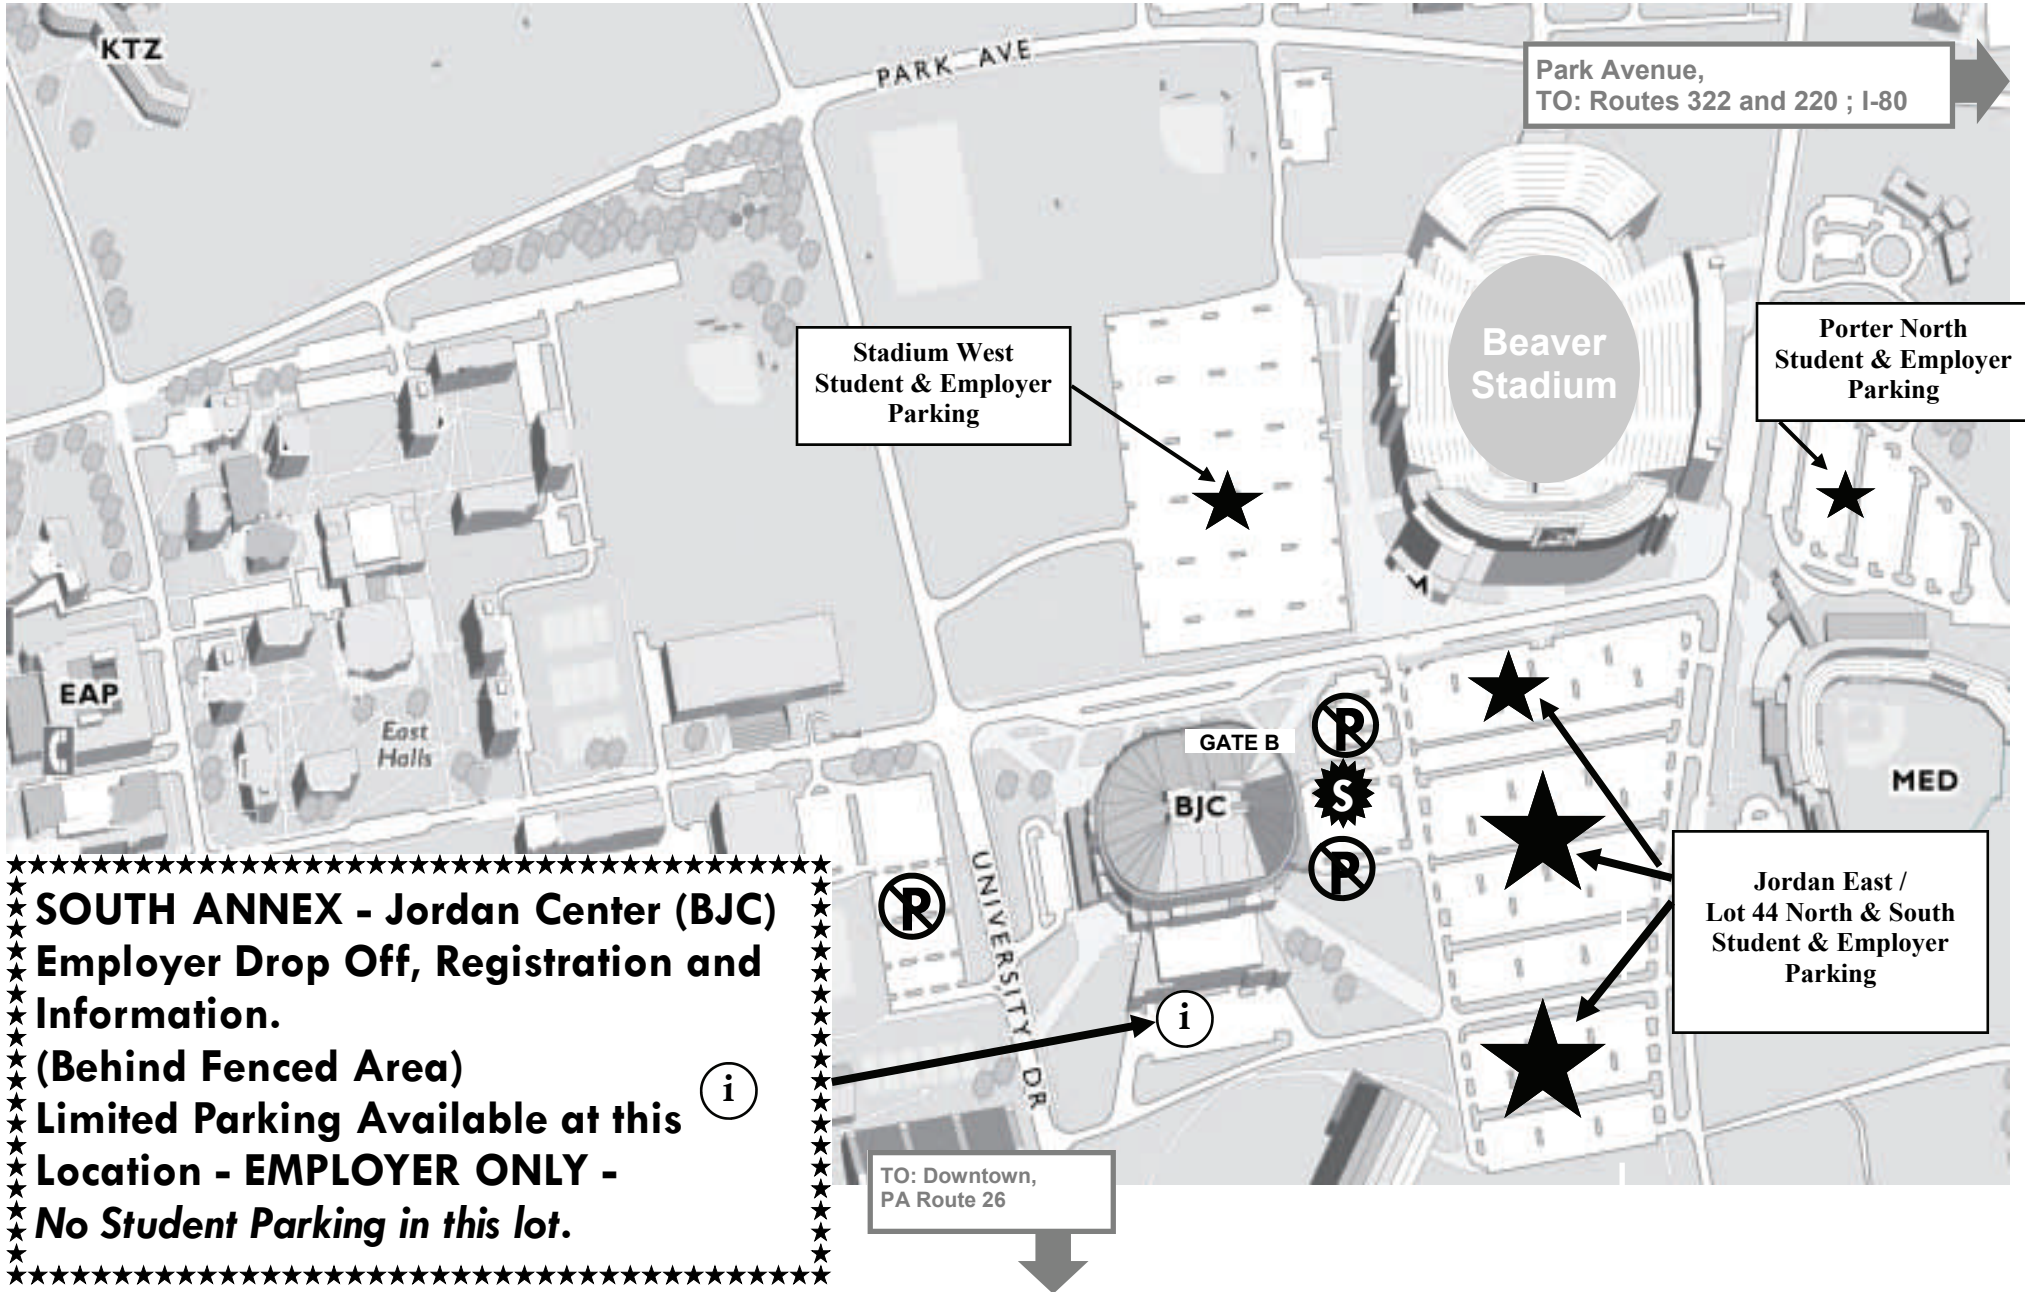 KTZ
PARK AVE
Park Avenue,
TO: Routes 322 and 220 ; I-80
Stadium West
Student & Employer
Parking
Beaver
Stadium
Porter North
Student & Employer
Parking
EAP
East
Halls
GATE B
BJC
P
S
P
MED
P
UNIVERSITY DR
Jordan East /
Lot 44 North & South
Student & Employer
Parking
SOUTH ANNEX - Jordan Center (BJC)
Employer Drop Off, Registration and
Information.
(Behind Fenced Area)
Limited Parking Available at this
Location - EMPLOYER ONLY -
No Student Parking in this lot.
i
i
TO: Downtown,
PA Route 26